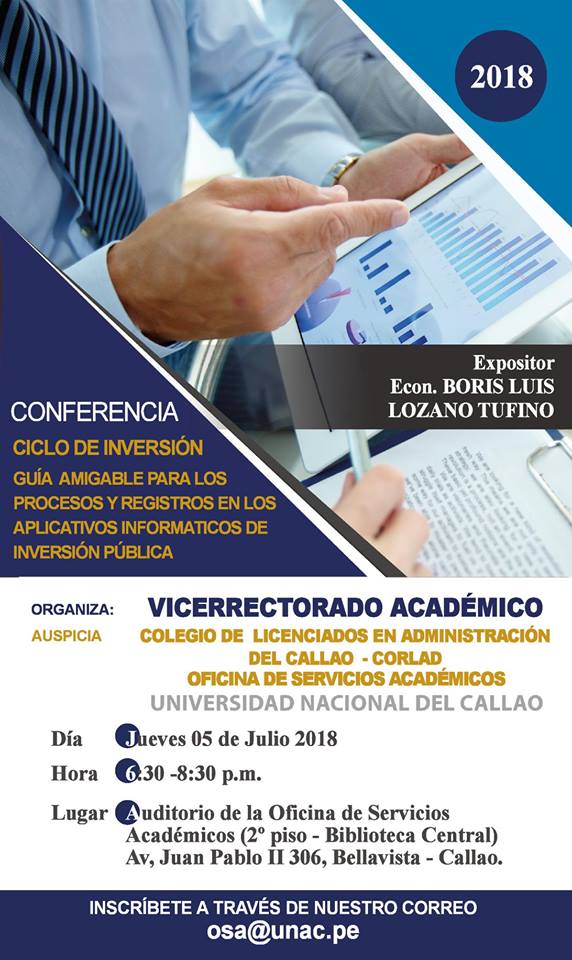 2018
Expositor
Econ. BORIS LUIS
LOZANO TUFINO
CONFERENCIA
CICLO DE INVERSIÓN
GUÍA AMIGABLE PARA LOS
PROCESOS Y REGISTROS EN LOS
APLICATIVOS INFORMATICOS DE
INVERSIÓN PÚBLICA
ORGANIZA: VICERRECTORADO ACADÉMICO
AUSPICIA COLEGIO DE LICENCIADOS EN ADMINISTRACIÓN
DEL CALLAO - CORLAD
OFICINA DE SERVICIOS ACADÉMICOS
UNIVERSIDAD NACIONAL DEL CALLAO
Día Jueves 05 de Julio 2018
Hora 6:30 -8:30 p.m.
Lugar Auditorio de la Oficina de Servicios
Académicos (2º piso - Biblioteca Central)
Av, Juan Pablo II 306, Bellavista - Callao.
INSCRÍBETE A TRAVÉS DE NUESTRO CORREO
osa@unac.pe